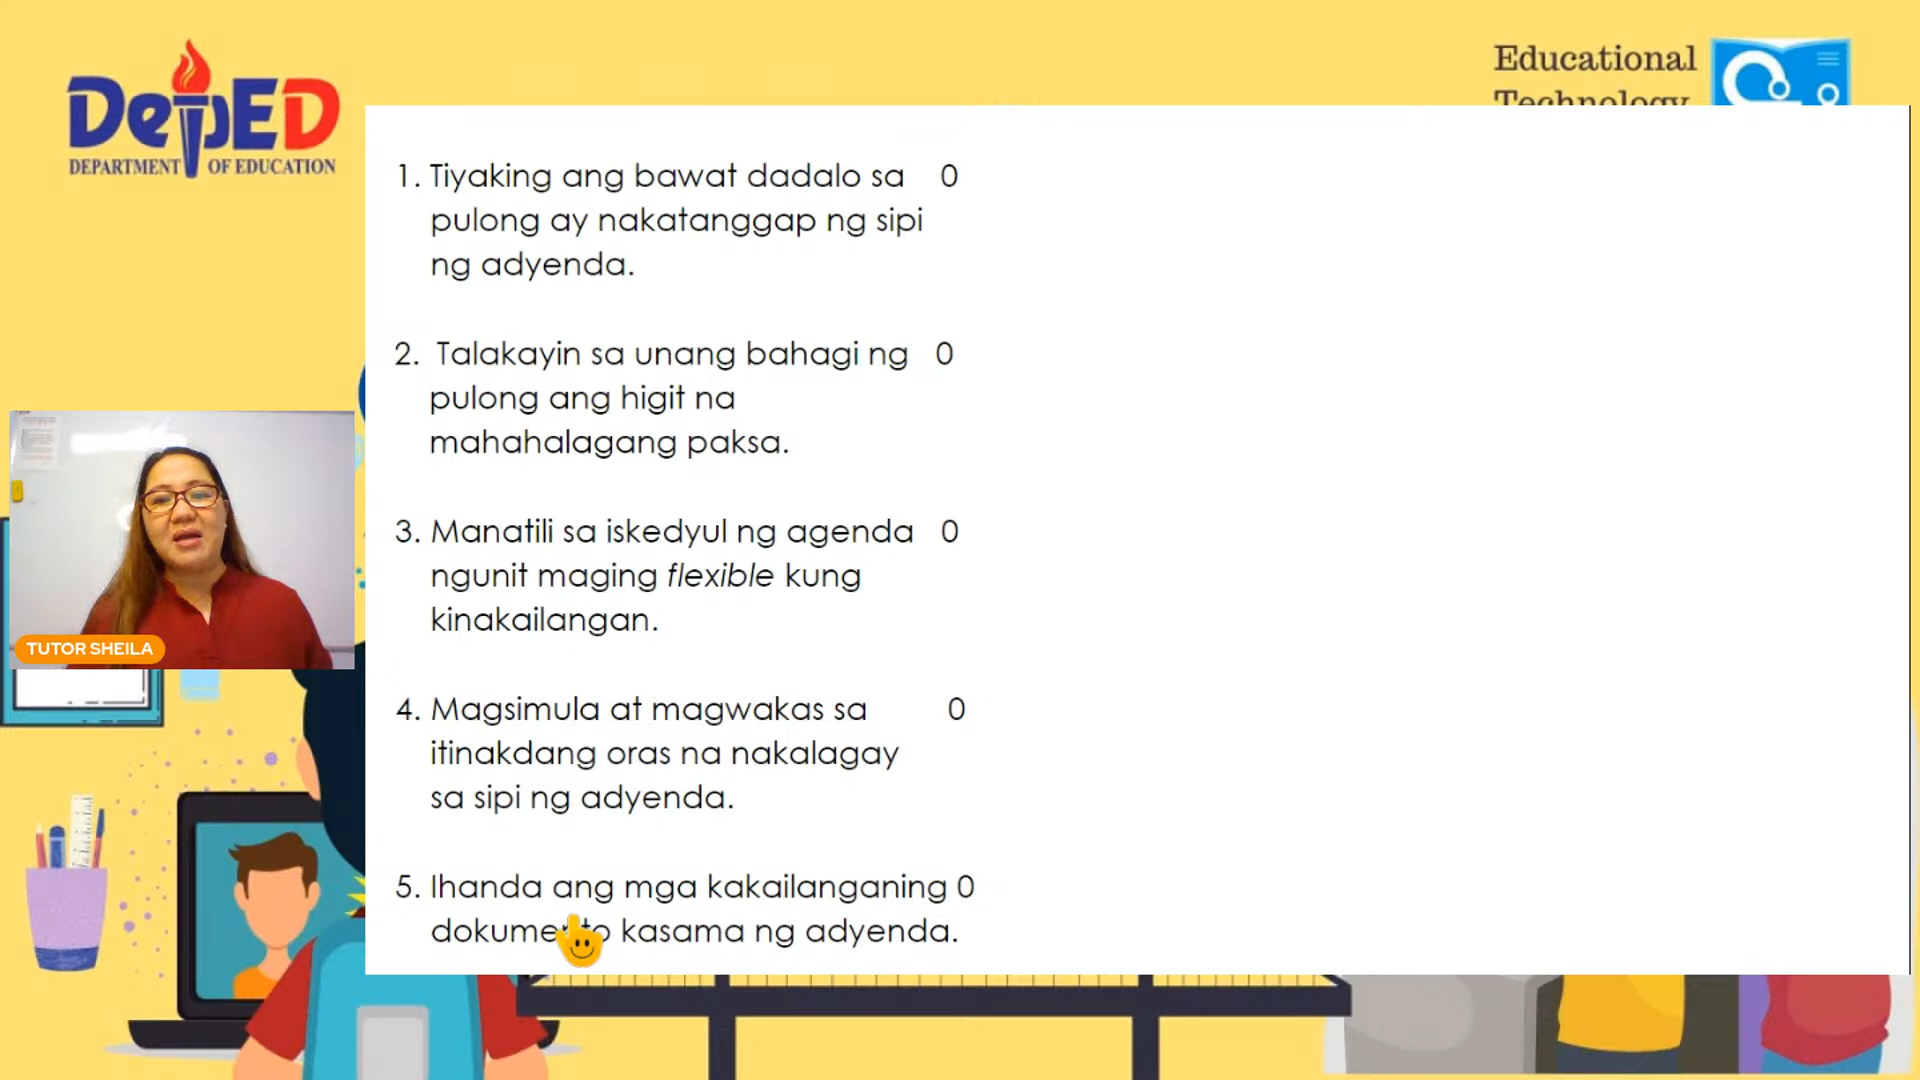 DepED
DEPARTMENT OF EDUCATION
Educational
Technology
1. Tiyaking ang bawat dadalo sa 0
pulong ay nakatanggap ng sipi
ng adyenda.
2. Talakayin sa unang bahagi ng 0
pulong ang higit na
mahahalagang paksa.
3. Manatili sa iskedyul ng agenda 0
ngunit maging flexible kung
kinakailangan.
4. Magsimula at magwakas sa 0
itinakdang oras na nakalagay
sa sipi ng adyenda.
5. Ihanda ang mga kakailanganing 0
dokumento kasama ng adyenda.
TUTOR SHEILA